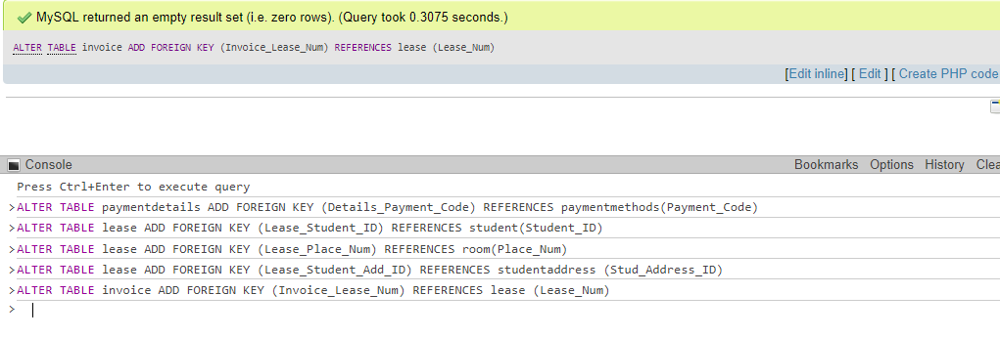 MySQL returned an empty result set (i.e. zero rows). (Query took 0.3075 seconds.)
ALTER TABLE invoice ADD FOREIGN KEY (Invoice_Lease_Num) REFERENCES lease (Lease_Num)
[Edit inline] [ Edit ] [ Create PHP code
Console Bookmarks Options History Clea
Press Ctrl+Enter to execute query
>ALTER TABLE paymentdetails ADD FOREIGN KEY (Details_Payment_Code) REFERENCES paymentmethods(Payment_Code)
>ALTER TABLE lease ADD FOREIGN KEY (Lease_Student_ID) REFERENCES student(Student_ID)
>ALTER TABLE lease ADD FOREIGN KEY (Lease_Place_Num) REFERENCES room(Place_Num)
>ALTER TABLE lease ADD FOREIGN KEY (Lease_Student_Add_ID) REFERENCES studentaddress (Stud_Address_ID)
>ALTER TABLE invoice ADD FOREIGN KEY (Invoice_Lease_Num) REFERENCES lease (Lease_Num)
>